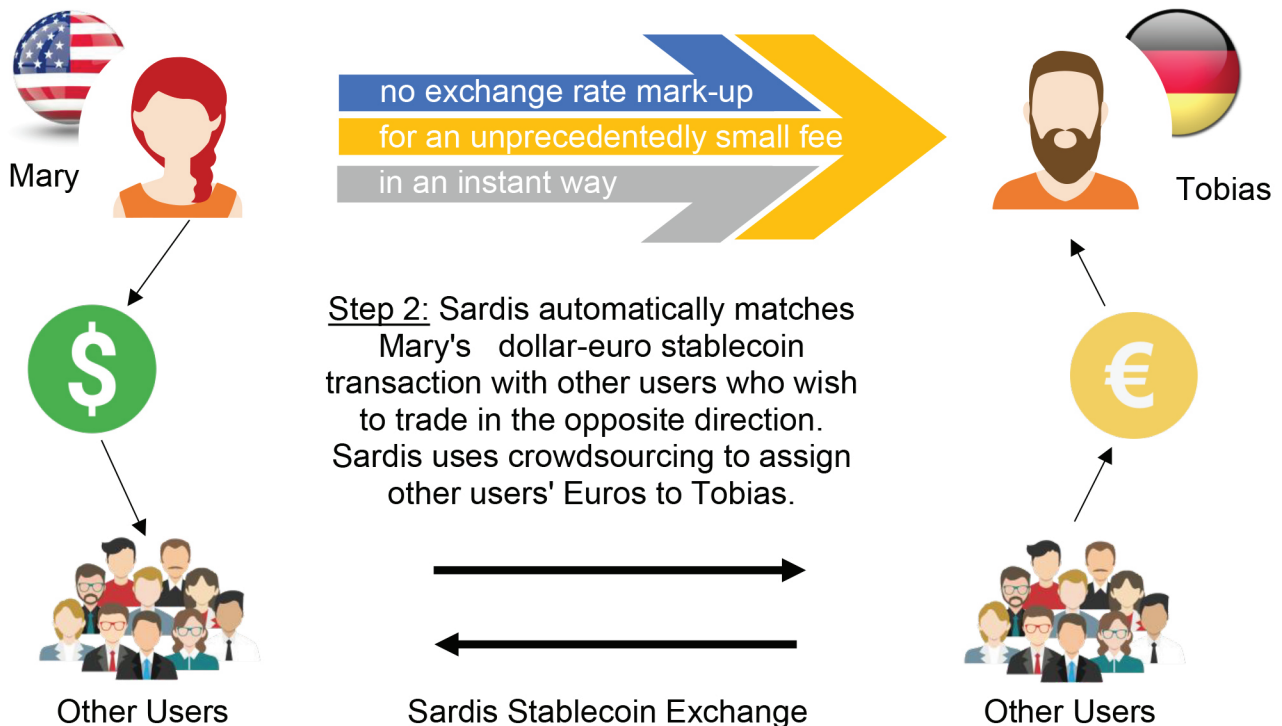 Mary
no exchange rate mark-up
for an unprecedentedly small fee
in an instant way
Tobias
$
€
Step 2: Sardis automatically matches
Mary's dollar-euro stablecoin
transaction with other users who wish
to trade in the opposite direction.
Sardis uses crowdsourcing to assign
other users' Euros to Tobias.
Other Users
Sardis Stablecoin Exchange
Other Users